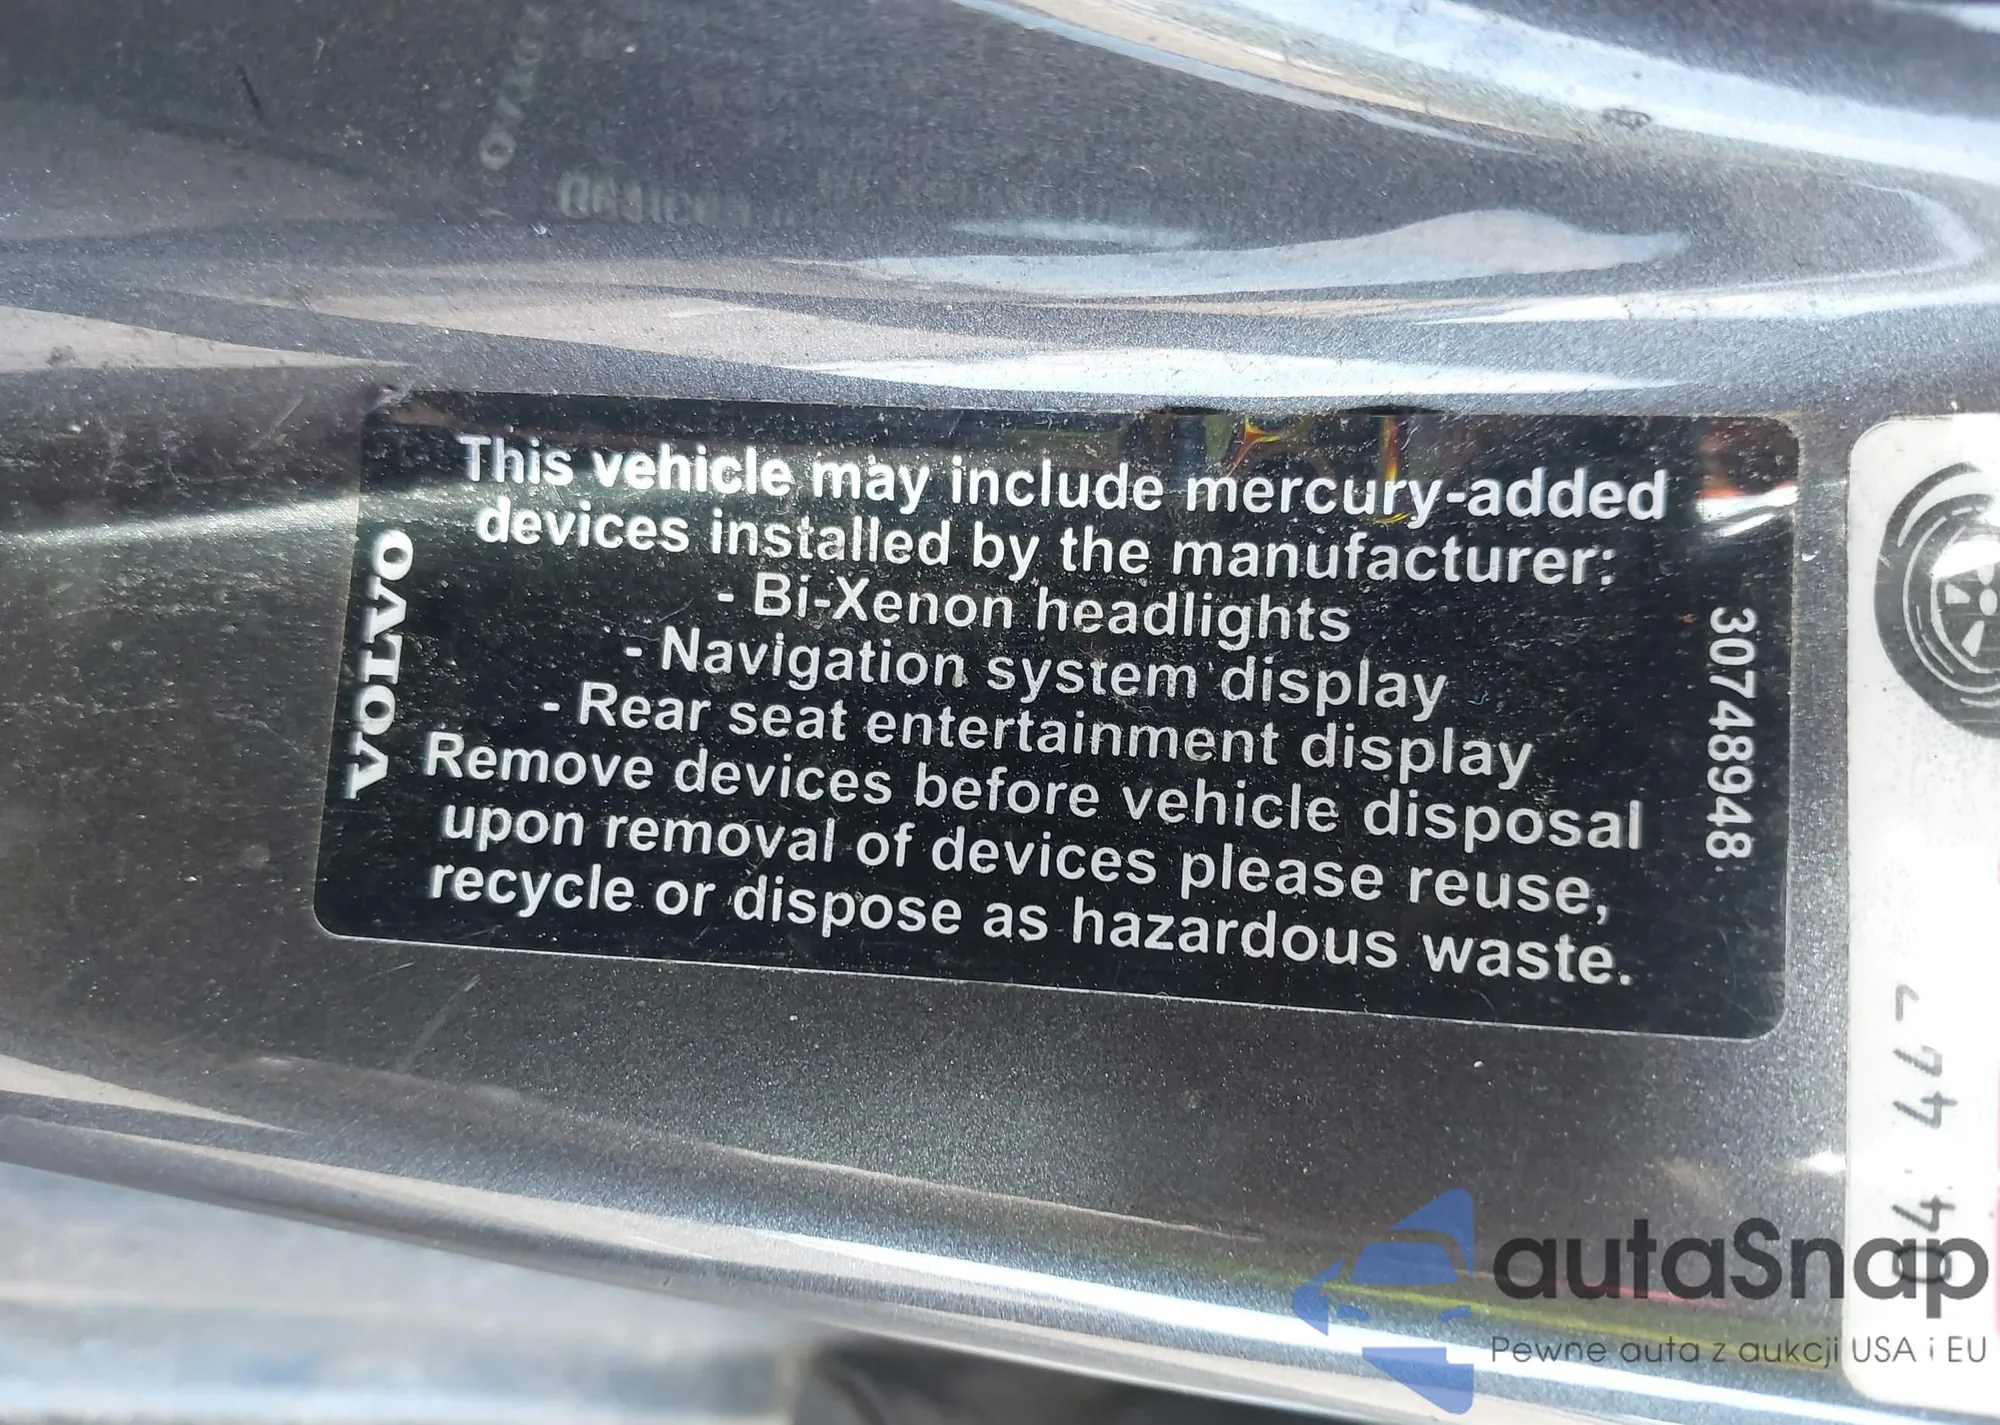 This vehicle may include mercury-added
devices installed by the manufacturer:
- Bi-Xenon headlights
- Navigation system display
- Rear seat entertainment display
Remove devices before vehicle disposal
upon removal of devices please reuse,
recycle or dispose as hazardous waste.
VOLVO
30748948
autaSnap
Pewne auta z aukcji USA i EU